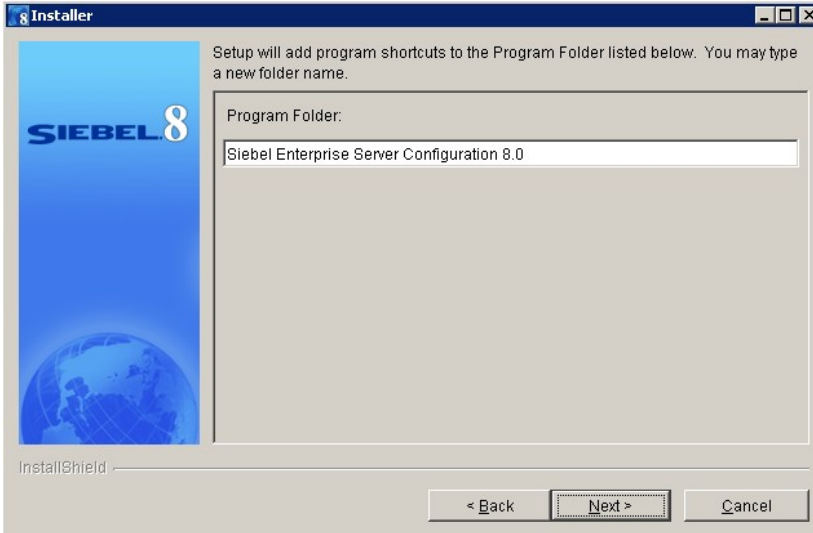 8 Installer
Setup will add program shortcuts to the Program Folder listed below. You may type
a new folder name.
SIEBEL.8
Program Folder:
Siebel Enterprise Server Configuration 8.0
InstallShield
< Back
Next >
Cancel